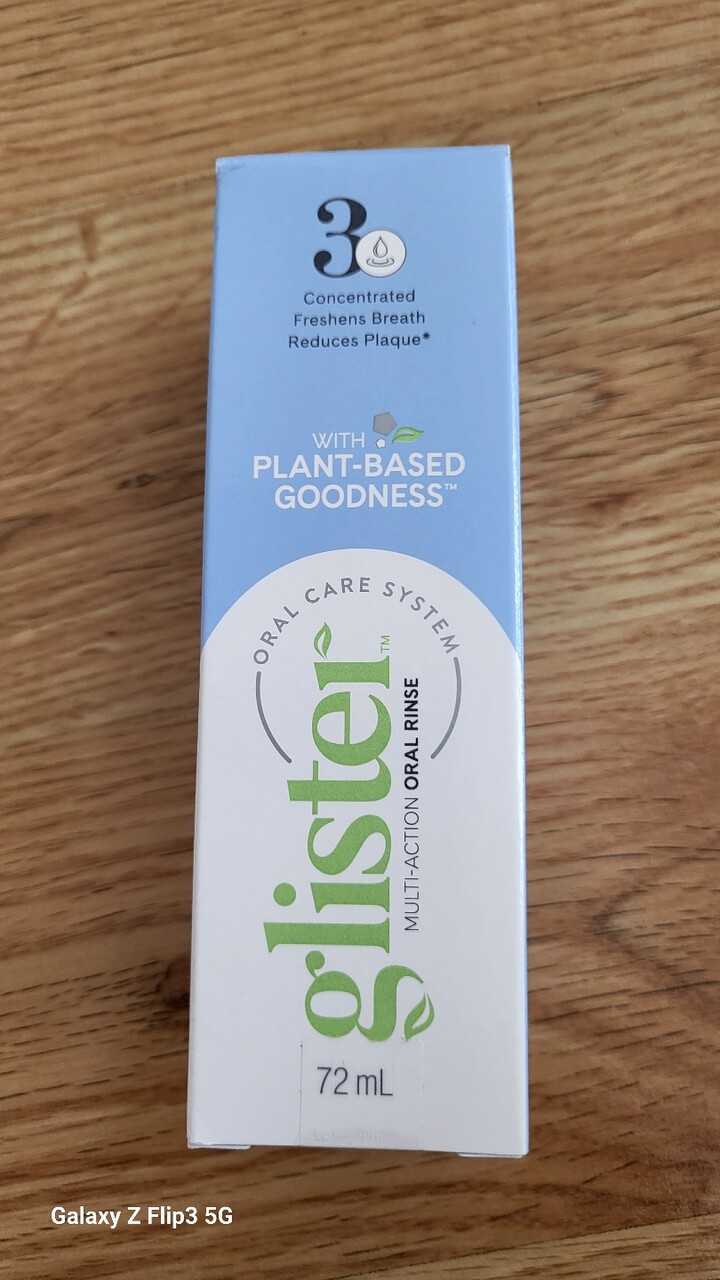 3
Concentrated
Freshens Breath
Reduces Plaque*
WITH
PLANT-BASED
GOODNESS™
ORAL CARE SYSTEM
glister™
MULTI-ACTION ORAL RINSE
72 mL
Galaxy Z Flip3 5G